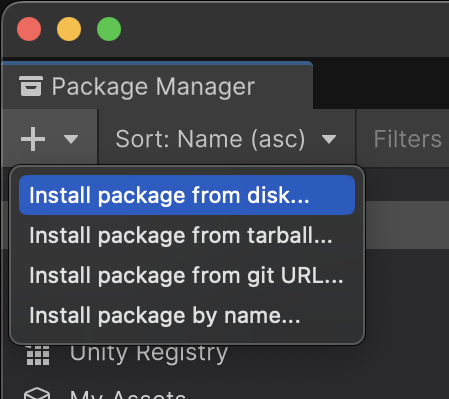 Package Manager
Sort: Name (asc)
Filters
Install package from disk...
Install package from tarball...
Install package from git URL...
Install package by name...
Unity Registry
My Assets